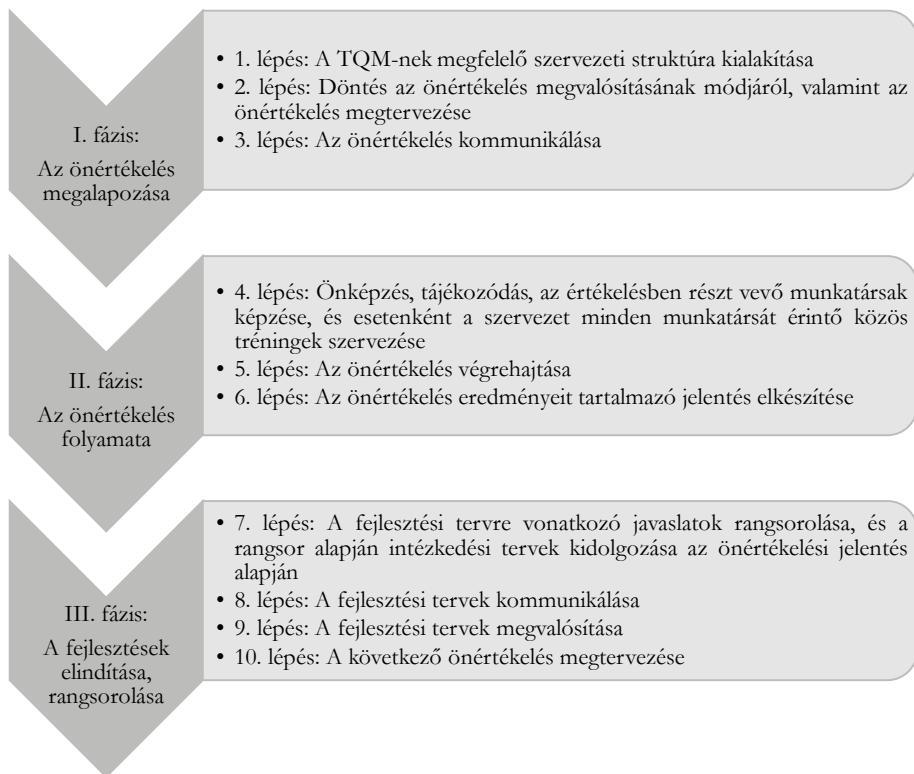 I. fázis:
Az önértékelés
megalapozása
• 1. lépés: A TQM-nek megfelelő szervezeti struktúra kialakítása
• 2. lépés: Döntés az önértékelés megvalósításának módjáról, valamint az
önértékelés megtervezése
• 3. lépés: Az önértékelés kommunikálása
II. fázis:
Az önértékelés
folyamata
• 4. lépés: Önképzés, tájékozódás, az értékelésben részt vevő munkatársak
képzése, és esetenként a szervezet minden munkatársát érintő közös
tréningek szervezése
• 5. lépés: Az önértékelés végrehajtása
• 6. lépés: Az önértékelés eredményeit tartalmazó jelentés elkészítése
III. fázis:
A fejlesztések
elindítása,
rangsorolása
• 7. lépés: A fejlesztési tervre vonatkozó javaslatok rangsorolása, és a
rangsor alapján intézkedési tervek kidolgozása az önértékelési jelentés
alapján
• 8. lépés: A fejlesztési tervek kommunikálása
• 9. lépés: A fejlesztési tervek megvalósítása
• 10. lépés: A következő önértékelés megtervezése